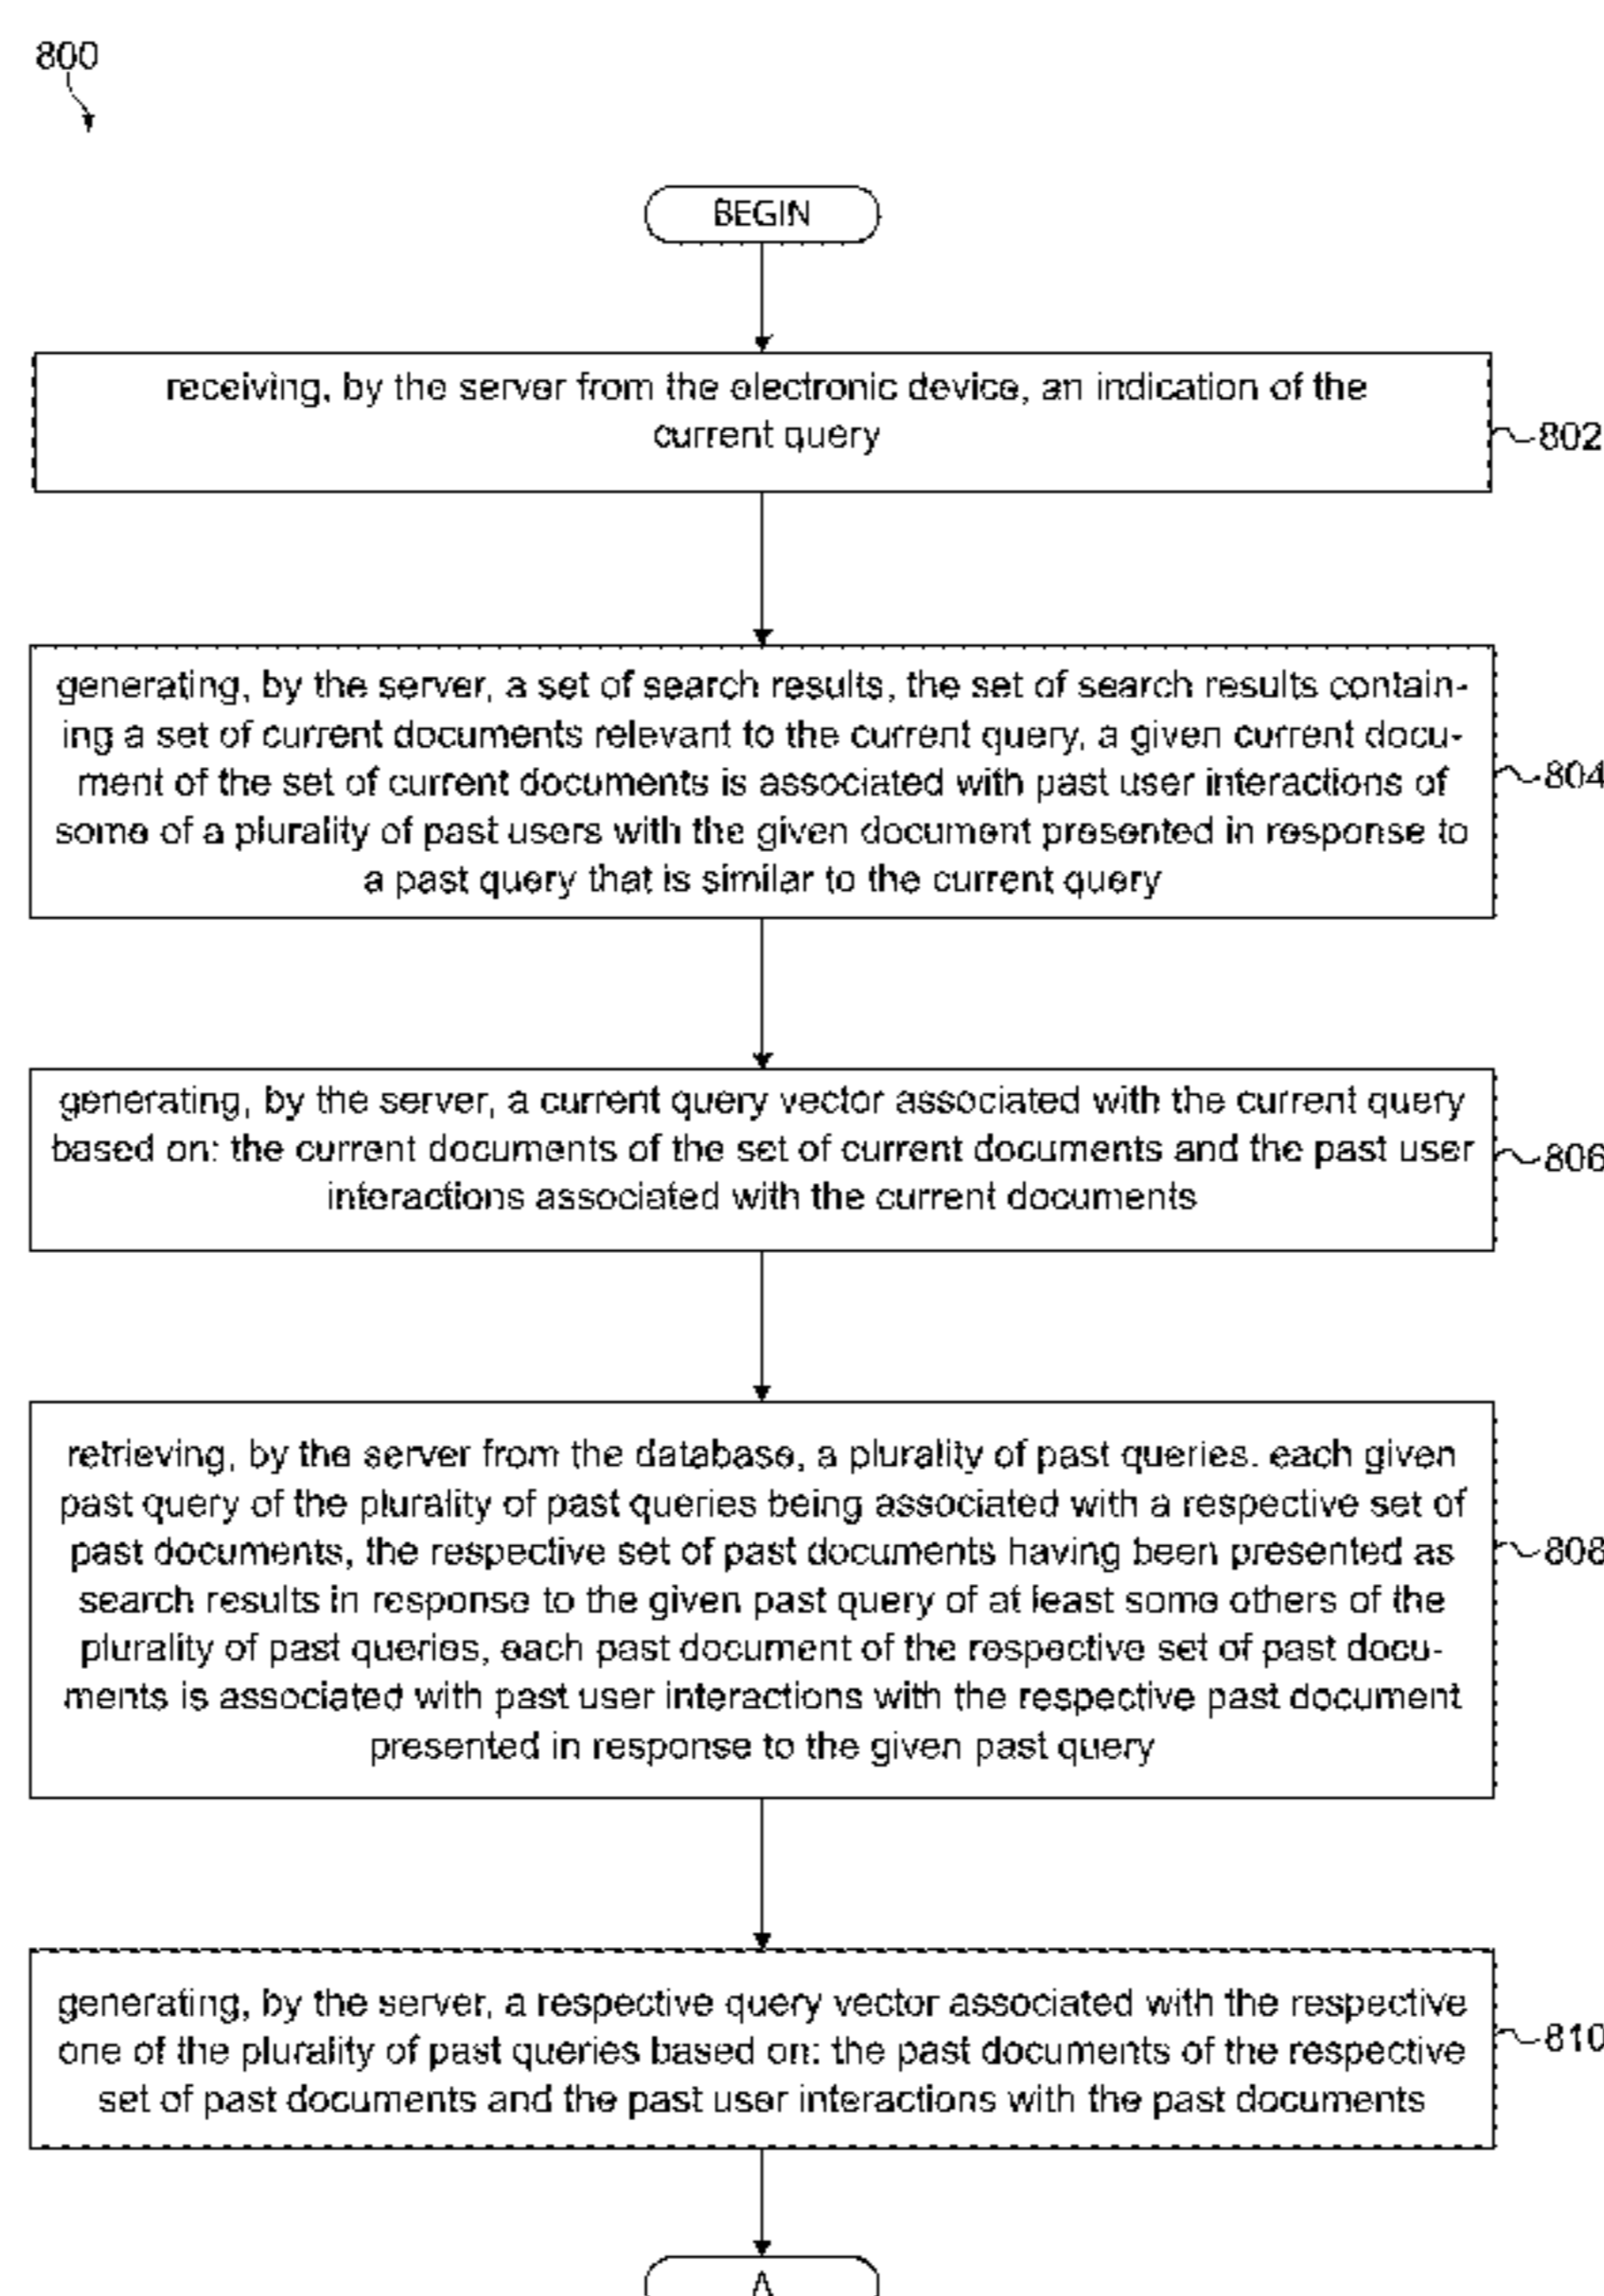 800
BEGIN
receiving, by the server from the electronic device, an indication of the
current query
802
generating, by the server, a set of search results, the set of search results contain-
ing a set of current documents relevant to the current query, a given current docu-
ment of the set of current documents is associated with past user interactions of
some of a plurality of past users with the given document presented in response to
a past query that is similar to the current query
804
generating, by the server, a current query vector associated with the current query
based on: the current documents of the set of current documents and the past user
interactions associated with the current documents
806
retrieving, by the server from the database, a plurality of past queries. each given
past query of the plurality of past queries being associated with a respective set of
past documents, the respective set of past documents having been presented as
search results in response to the given past query of at least some others of the
plurality of past queries, each past document of the respective set of past docu-
ments is associated with past user interactions with the respective past document
presented in response to the given past query
808
generating, by the server, a respective query vector associated with the respective
one of the plurality of past queries based on: the past documents of the respective
set of past documents and the past user interactions with the past documents
810
A